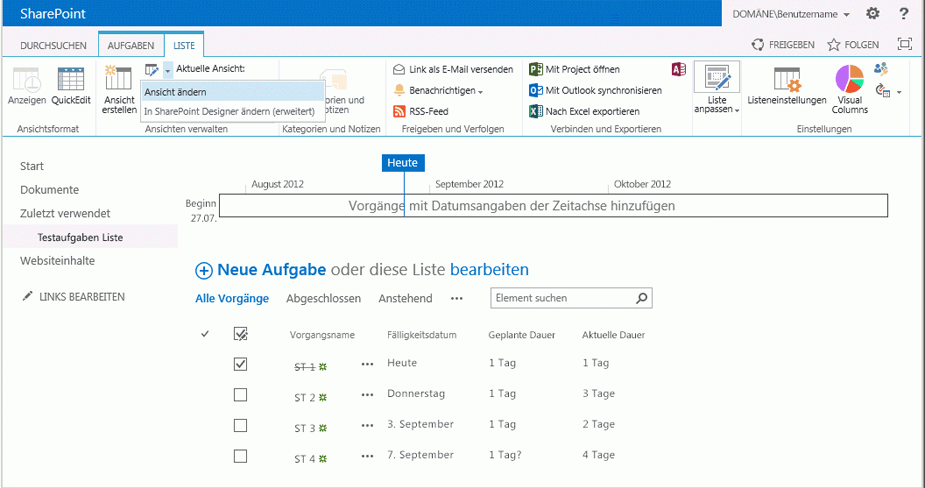 SharePoint
DOMÄNE\Benutzername
?
DURCHSUCHEN
AUFGABEN
LISTE
FREIGEBEN
FOLGEN
Anzeigen
QuickEdit
Ansichtsformat
Ansicht
erstellen
Aktuelle Ansicht:
Ansicht ändern
In SharePoint Designer ändern (erweitert)
Ansichten verwalten
orien und
otizen
Kategorien und Notizen
Link als E-Mail versenden
Benachrichtigen
RSS-Feed
Freigeben und Verfolgen
Mit Project öffnen
Mit Outlook synchronisieren
Nach Excel exportieren
Verbinden und Exportieren
Liste
anpassen
Listeneinstellungen
Visual
Columns
Einstellungen
Start
Dokumente
Zuletzt verwendet
Testaufgaben Liste
Websiteinhalte
LINKS BEARBEITEN
Heute
August 2012
September 2012
Oktober 2012
Beginn
27.07.
Vorgänge mit Datumsangaben der Zeitachse hinzufügen
Neue Aufgabe oder diese Liste bearbeiten
Alle Vorgänge
Abgeschlossen
Anstehend
•••
Element suchen
Vorgangsname
Fälligkeitsdatum
Geplante Dauer
Aktuelle Dauer
ST 1 ••• Heute 1 Tag 1 Tag
ST 2 ••• Donnerstag 1 Tag 3 Tage
ST 3 ••• 3. September 1 Tag 2 Tage
ST 4 ••• 7. September 1 Tag? 4 Tage